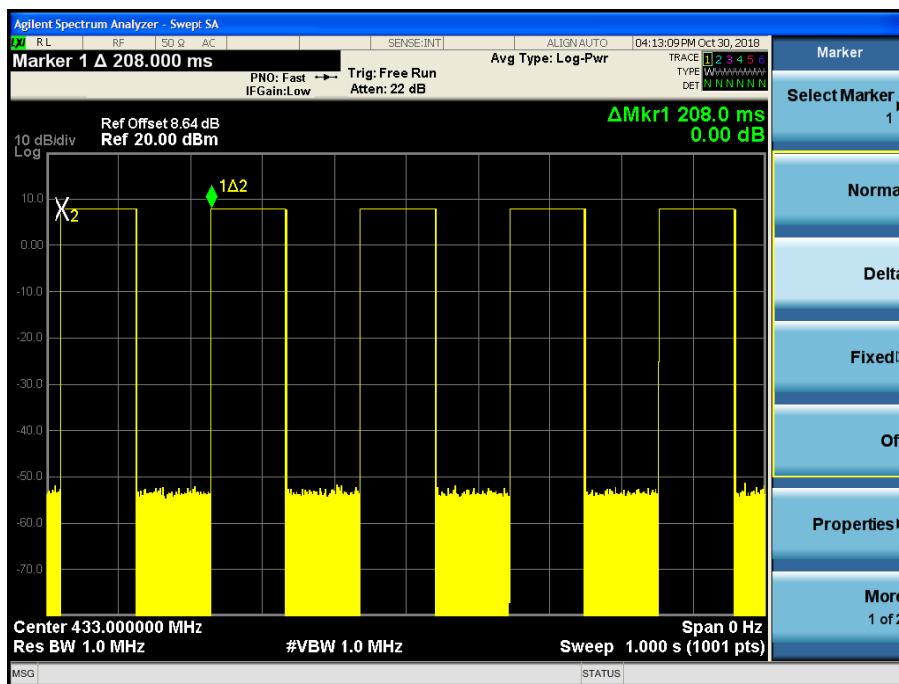 Agilent Spectrum Analyzer - Swept SA
LXI RL RF 50 Ω AC SENSE:INT ALIGN AUTO 04:13:09 PM Oct 30, 2018
Marker 1 Δ 208.000 ms
PNO: Fast
IFGain:Low
Trig: Free Run
Atten: 22 dB
Avg Type: Log-Pwr
TRACE 1 2 3 4 5 6
TYPE WWWWWW
DET N N N N N N
ΔMkr1 208.0 ms
0.00 dB
Ref Offset 8.64 dB
10 dB/div Ref 20.00 dBm
Log
1Δ2
2
10.0
0.00
-10.0
-20.0
-30.0
-40.0
-50.0
-60.0
-70.0
Center 433.000000 MHz Span 0 Hz
Res BW 1.0 MHz #VBW 1.0 MHz Sweep 1.000 s (1001 pts)
MSG STATUS
Marker
Select Marker
1
Norma
Delta
Fixed
Of
Properties
More
1 of 2